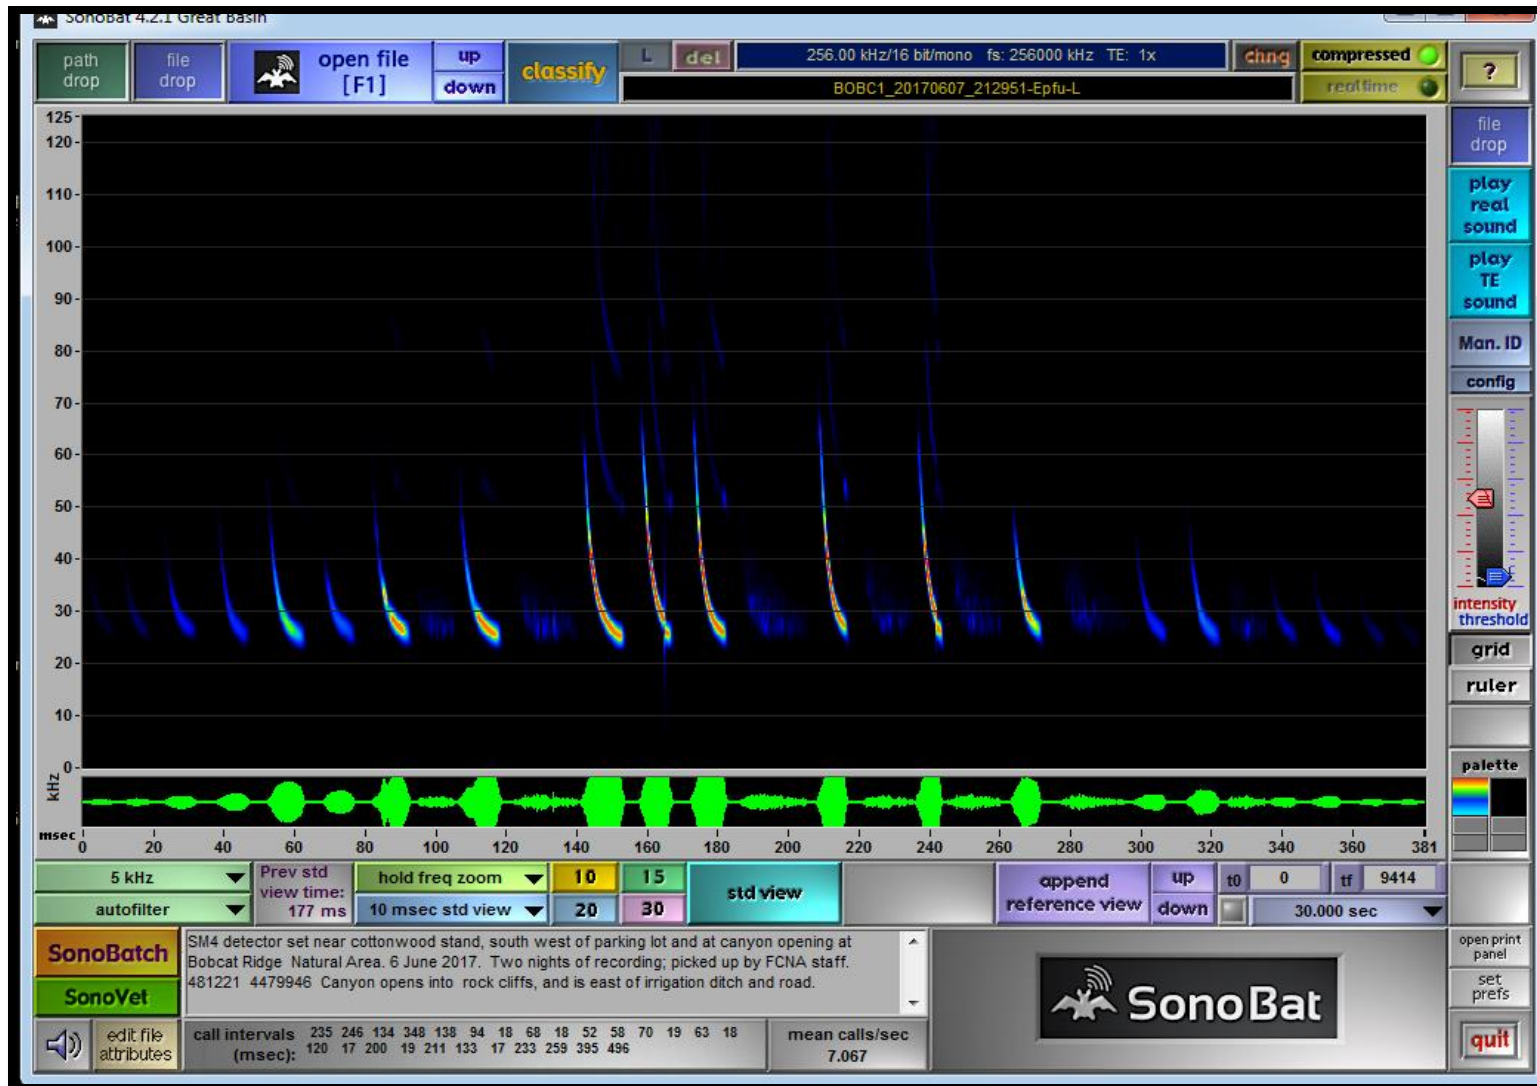 SonoBat 4.2.1 Great Basin
path drop
file drop
open file [F1]
up
down
classify
L
del
256.00 kHz/16 bit/mono fs: 256000 kHz TE: 1x
chng
compressed
realtime
?
BOBC1_20170607_212951-Epfu-L
125
120
110
100
90
80
70
60
50
40
30
20
10
0
kHz
msec
0 20 40 60 80 100 120 140 160 180 200 220 240 260 280 300 320 340 360 381
file drop
play real sound
play TE sound
Man. ID
config
intensity
threshold
grid
ruler
palette
5 kHz
autofilter
Prev std view time: 177 ms
hold freq zoom
10 msec std view
10 15
20 30
std view
append reference view
up
down
t0 0 tf 9414
30.000 sec
SonoBatch
SonoVet
SM4 detector set near cottonwood stand, south west of parking lot and at canyon opening at
Bobcat Ridge Natural Area. 6 June 2017. Two nights of recording; picked up by FCNA staff.
481221 4479946 Canyon opens into rock cliffs, and is east of irrigation ditch and road.
SonoBat
open print panel
set prefs
quit
edit file attributes
call intervals (msec):
235 246 134 348 138 94 18 68 18 52 58 70 19 63 18
120 17 200 19 211 133 17 233 259 395 496
mean calls/sec
7.067